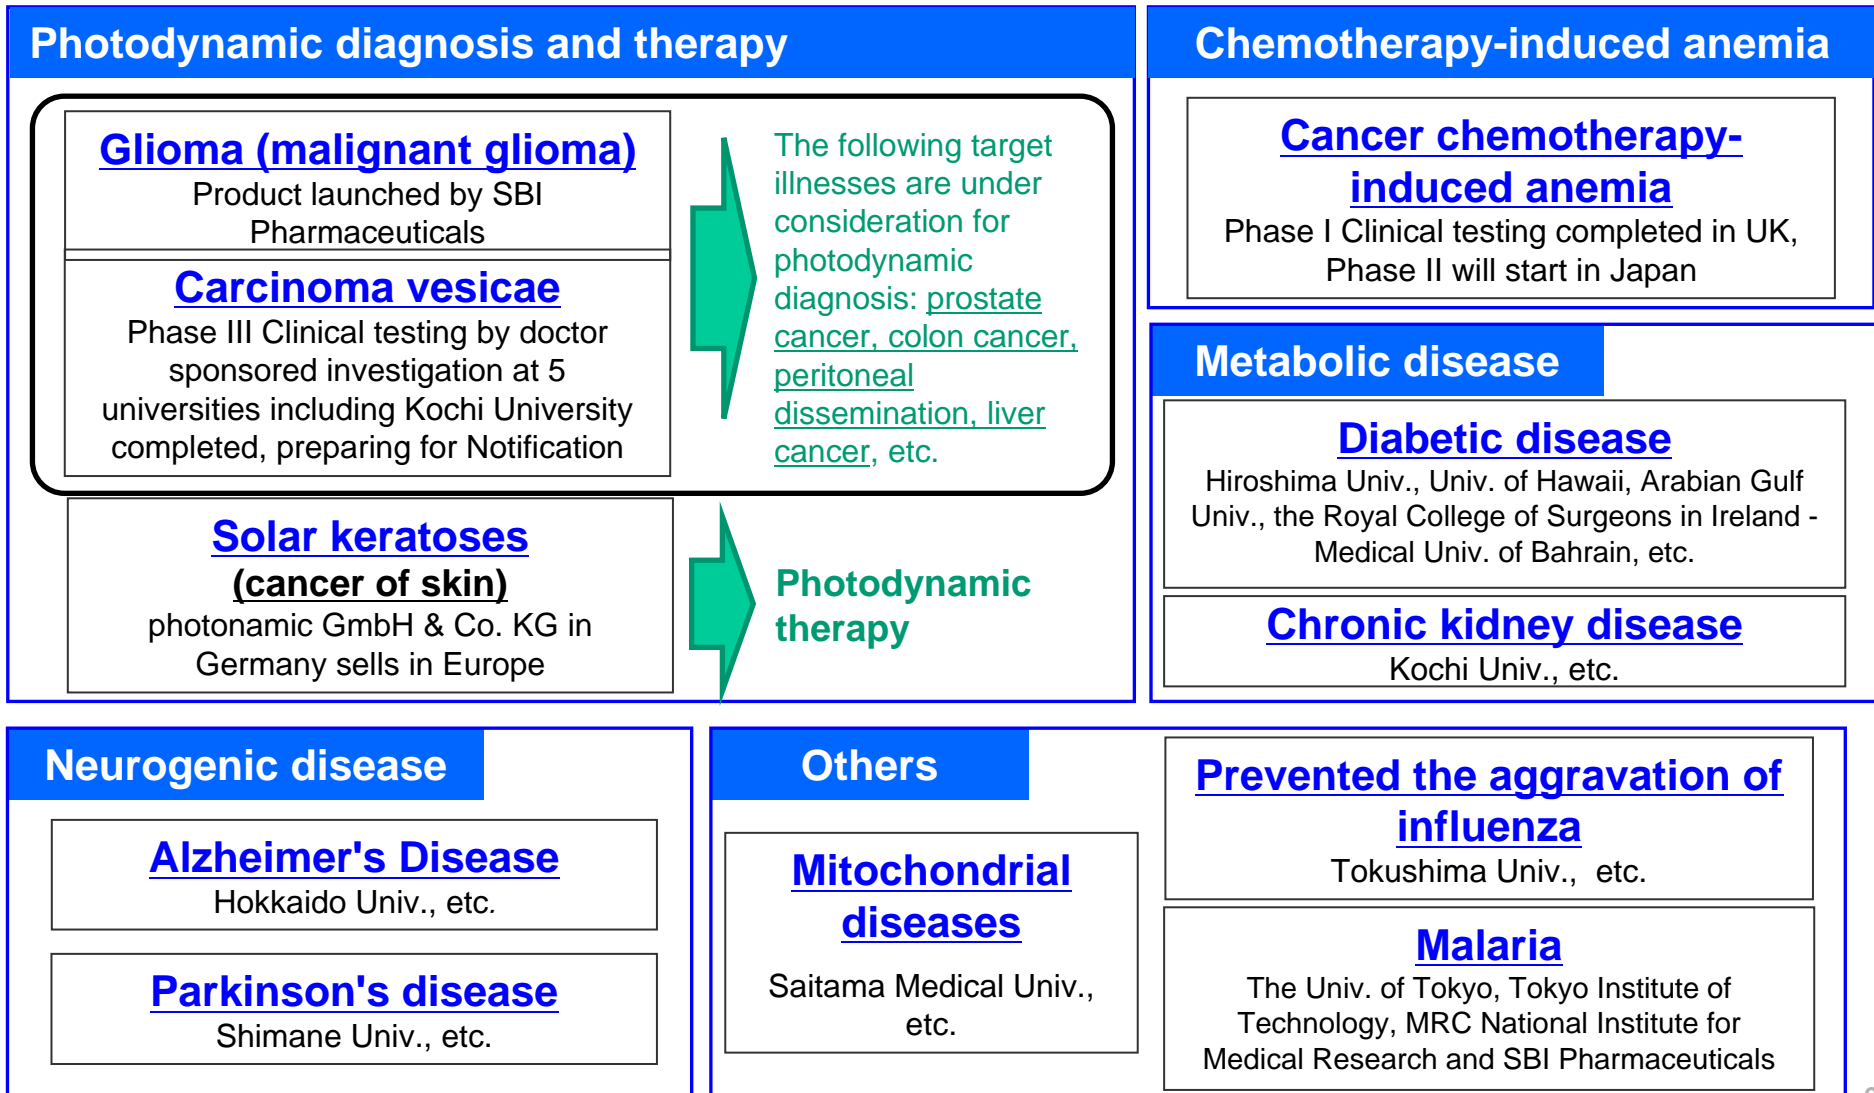 Photodynamic diagnosis and therapy
Glioma (malignant glioma)
Product launched by SBI
Pharmaceuticals
Carcinoma vesicae
Phase III Clinical testing by doctor
sponsored investigation at 5
universities including Kochi University
completed, preparing for Notification
The following target
illnesses are under
consideration for
photodynamic
diagnosis: prostate
cancer, colon cancer,
peritoneal
dissemination, liver
cancer, etc.
Solar keratoses
(cancer of skin)
photonamic GmbH & Co. KG in
Germany sells in Europe
Photodynamic
therapy
Chemotherapy-induced anemia
Cancer chemotherapy-
induced anemia
Phase I Clinical testing completed in UK,
Phase II will start in Japan
Metabolic disease
Diabetic disease
Hiroshima Univ., Univ. of Hawaii, Arabian Gulf
Univ., the Royal College of Surgeons in Ireland -
Medical Univ. of Bahrain, etc.
Chronic kidney disease
Kochi Univ., etc.
Neurogenic disease
Alzheimer's Disease
Hokkaido Univ., etc.
Parkinson's disease
Shimane Univ., etc.
Others
Mitochondrial
diseases
Saitama Medical Univ.,
etc.
Prevented the aggravation of
influenza
Tokushima Univ., etc.
Malaria
The Univ. of Tokyo, Tokyo Institute of
Technology, MRC National Institute for
Medical Research and SBI Pharmaceuticals